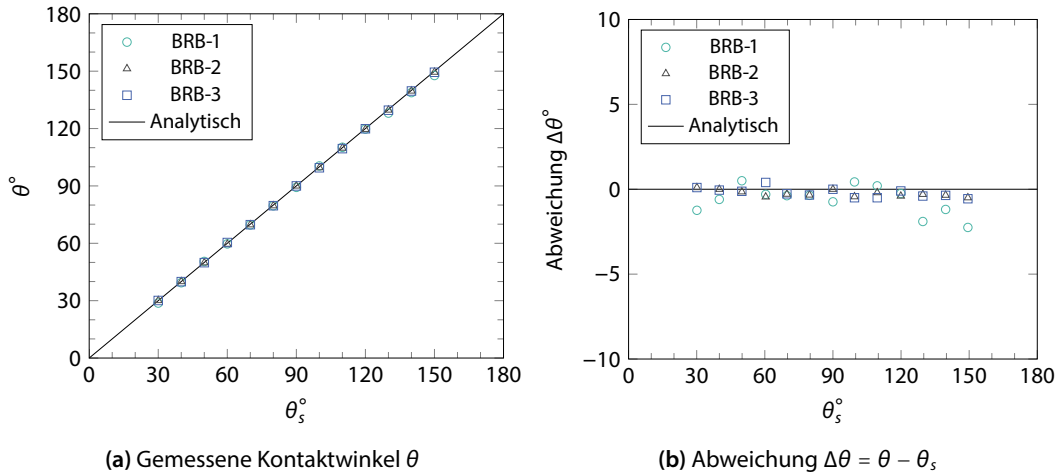 180
150
120
90
60
30
0
θ°
BRB-1
BRB-2
BRB-3
Analytisch
0 30 60 90 120 150 180
θ°ₛ
(a) Gemessene Kontaktwinkel θ
10
5
0
−5
−10
Abweichung Δθ°
BRB-1
BRB-2
BRB-3
Analytisch
0 30 60 90 120 150 180
θ°ₛ
(b) Abweichung Δθ = θ − θₛ